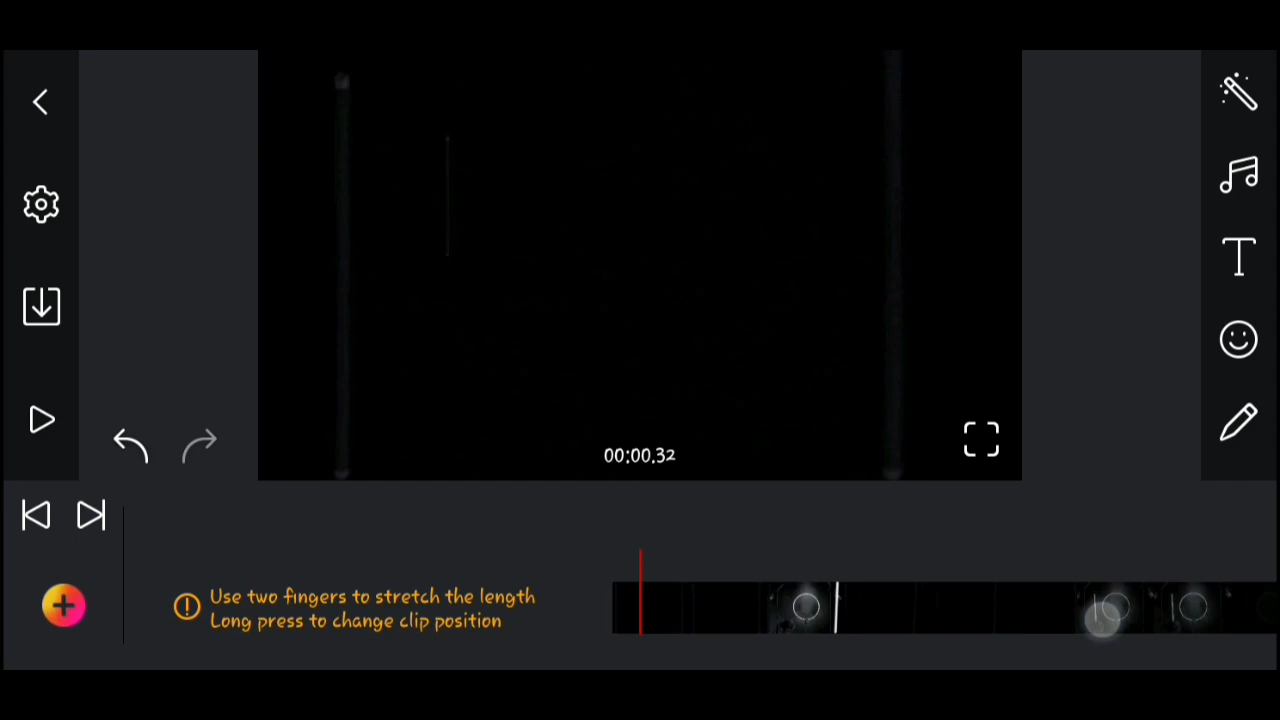 00:00.32
Use two fingers to stretch the length
Long press to change clip position